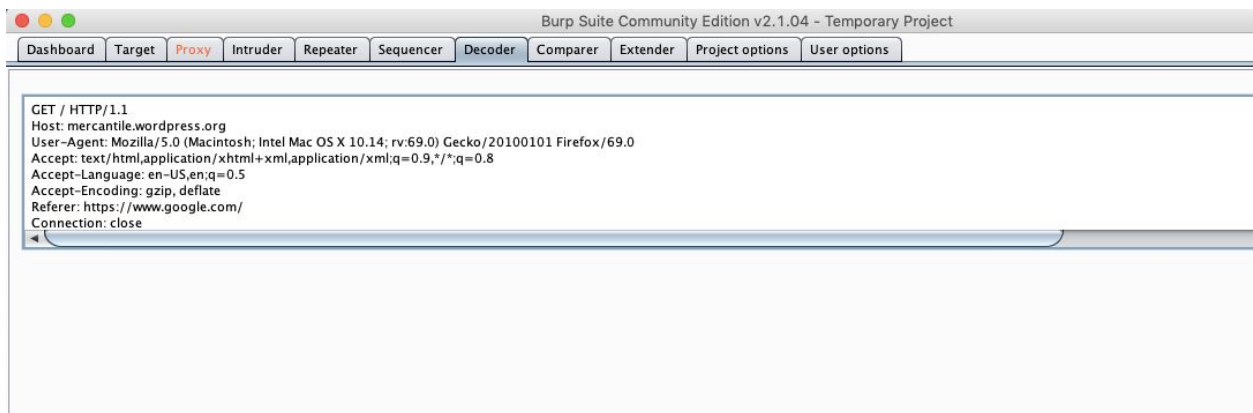 Burp Suite Community Edition v2.1.04 - Temporary Project
Dashboard Target Proxy Intruder Repeater Sequencer Decoder Comparer Extender Project options User options
GET / HTTP/1.1
Host: mercantile.wordpress.org
User-Agent: Mozilla/5.0 (Macintosh; Intel Mac OS X 10.14; rv:69.0) Gecko/20100101 Firefox/69.0
Accept: text/html,application/xhtml+xml,application/xml;q=0.9,*/*;q=0.8
Accept-Language: en-US,en;q=0.5
Accept-Encoding: gzip, deflate
Referer: https://www.google.com/
Connection: close